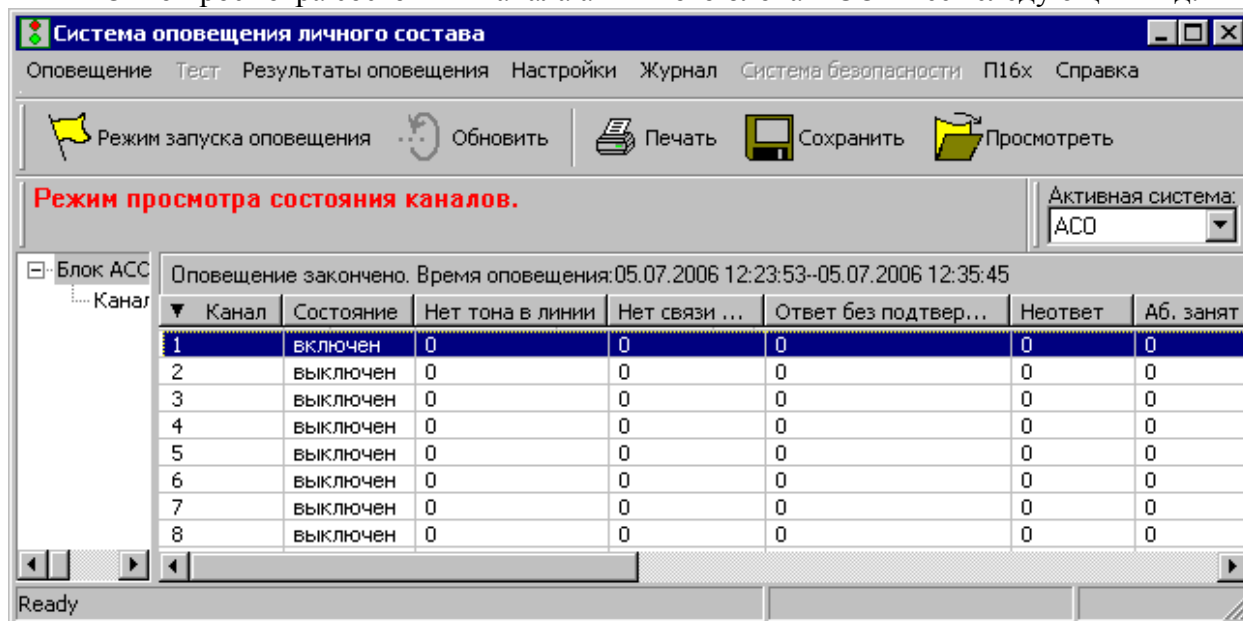 Система оповещения личного состава
Оповещение Тест Результаты оповещения Настройки Журнал Система безопасности П16x Справка
Режим запуска оповещения Обновить Печать Сохранить Просмотреть
Режим просмотра состояния каналов.
Активная система:
АСО
Блок АСО
Канал
Оповещение закончено. Время оповещения:05.07.2006 12:23:53--05.07.2006 12:35:45
▼ Канал Состояние Нет тона в линии Нет связи ... Ответ без подтвер... Неответ Аб. занят
1 включен 0 0 0 0 0
2 выключен 0 0 0 0 0
3 выключен 0 0 0 0 0
4 выключен 0 0 0 0 0
5 выключен 0 0 0 0 0
6 выключен 0 0 0 0 0
7 выключен 0 0 0 0 0
8 выключен 0 0 0 0 0
Ready